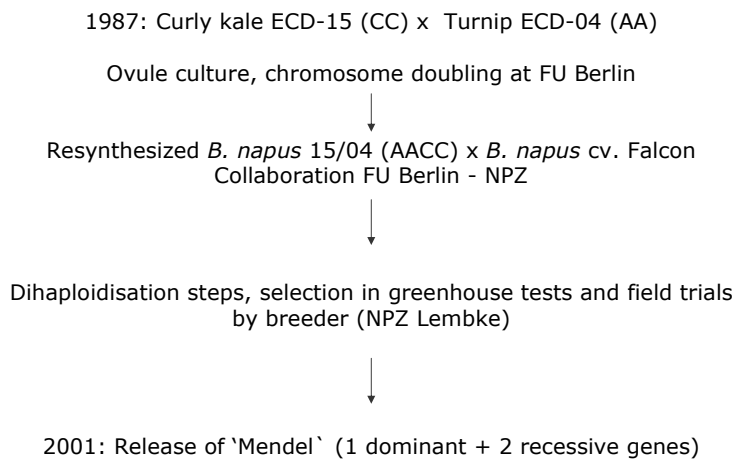 1987: Curly kale ECD-15 (CC) x  Turnip ECD-04 (AA)
Ovule culture, chromosome doubling at FU Berlin
Resynthesized B. napus 15/04 (AACC) x B. napus cv. Falcon
Collaboration FU Berlin - NPZ
Dihaploidisation steps, selection in greenhouse tests and field trials
by breeder (NPZ Lembke)
2001: Release of ‘Mendel` (1 dominant + 2 recessive genes)